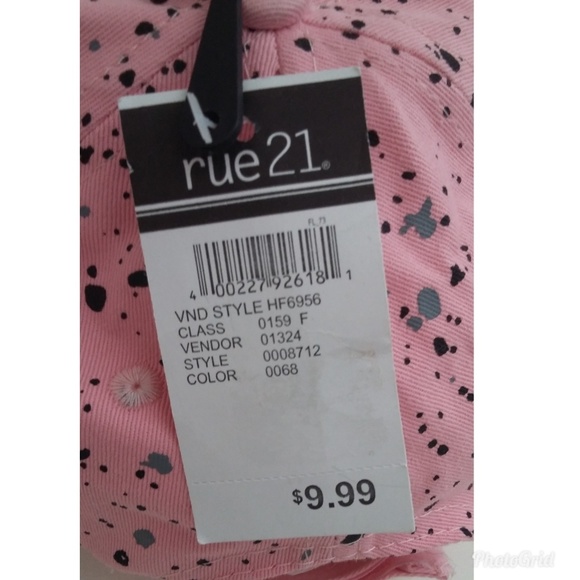 rue21®
FL_73
4 00227 92618 1
VND STYLE HF6956
CLASS 0159 F
VENDOR 01324
STYLE 0008712
COLOR 0068
$9.99
PhotoGrid